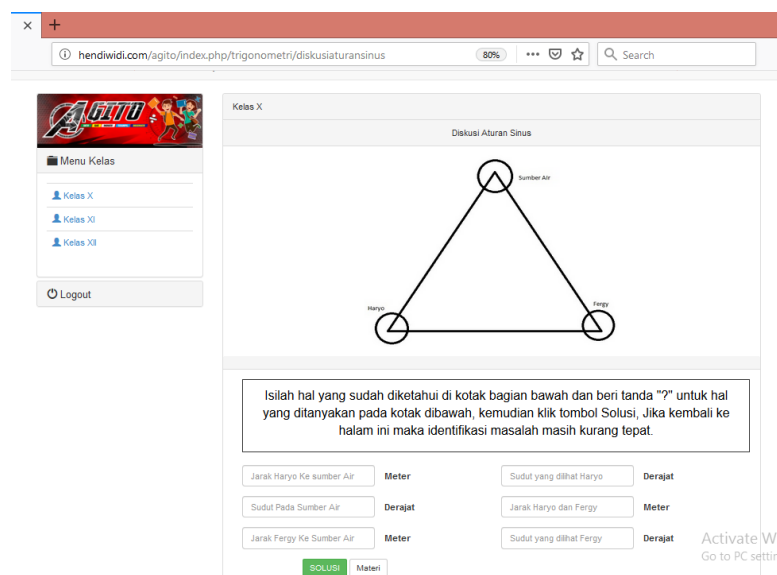 hendiwidi.com/agito/index.php/trigonometri/diskusiaturansinus
80%
Search
AGITO
Kelas X
Diskusi Aturan Sinus
Menu Kelas
Kelas X
Kelas XI
Kelas XII
Logout
Sumber Air
Haryo
Fergy
Isilah hal yang sudah diketahui di kotak bagian bawah dan beri tanda "?" untuk hal
yang ditanyakan pada kotak dibawah, kemudian klik tombol Solusi, Jika kembali ke
halam ini maka identifikasi masalah masih kurang tepat.
Jarak Haryo Ke sumber Air Meter Sudut yang dilihat Haryo Derajat
Sudut Pada Sumber Air Derajat Jarak Haryo dan Fergy Meter
Jarak Fergy Ke Sumber Air Meter Sudut yang dilihat Fergy Derajat
SOLUSI Materi
Activate W
Go to PC settin